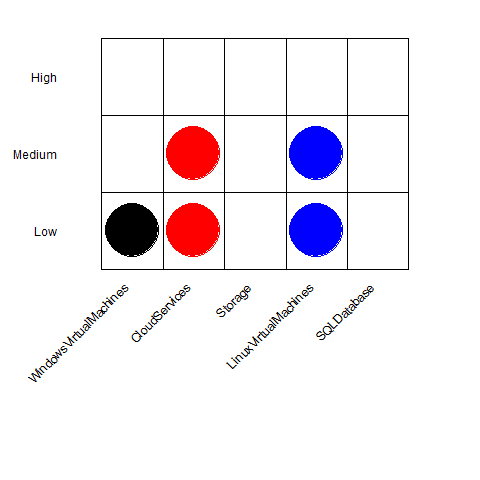 High
Medium
Low
WindowsVirtualMachines
CloudServices
Storage
LinuxVirtualMachines
SQLDatabase